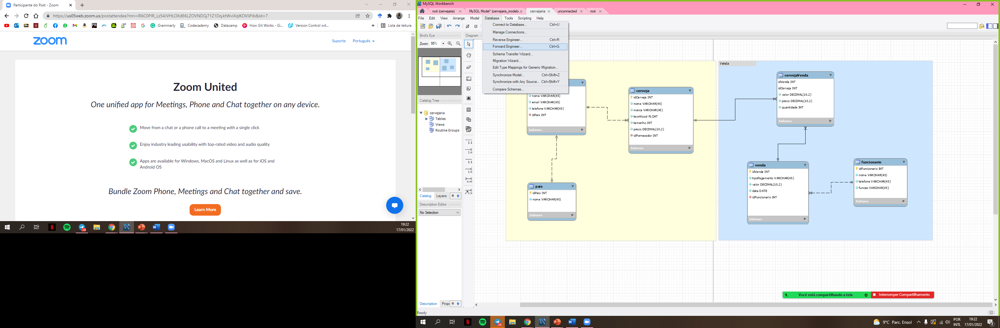 Participante do Post - Zoom
https://us05web.zoom.us/postattendee?mn=IR6C0PIR_Lz54JVHLOXd86LZOVNDGj71Z1Dq.ktWviXqIKOVIiPib&id=7
Grammarly
Codecademy
Datacamp
How Git Works - Gi...
Version Control wit...
»
Lista de leitura
zoom
Suporte
Português
Zoom United
One unified app for Meetings, Phone and Chat together on any device.
Move from a chat or a phone call to a meeting with a single click
Enjoy industry leading usability with top-rated video and audio quality
Apps are available for Windows, MacOS and Linux as well as for iOS and
Android OS
Bundle Zoom Phone, Meetings and Chat together and save.
Learn More
19:22
17/01/2022
MySQL Workbench
root (cervejaria)
MySQL Model* (cervejaria_modelo...
cervejaria
unconnected
root
File Edit View Arrange Model Database Tools Scripting Help
Connect to Database... Ctrl+U
Manage Connections...
Reverse Engineer... Ctrl+R
Forward Engineer... Ctrl+G
Schema Transfer Wizard...
Migration Wizard...
Edit Type Mappings for Generic Migration...
Synchronize Model... Ctrl+Shift+Z
Synchronize with Any Source... Ctrl+Shift+Y
Compare Schemas...
Bird's Eye
Zoom: 95%
Catalog Tree
cervejaria
Tables
Views
Routine Groups
Catalog Layers
Description Editor
No Selection
Description Prope
Ready
Diagram
1:1
1:n
1:1
1:n
n:m
1:n
nome VARCHAR(45)
email VARCHAR(45)
telefone VARCHAR(45)
idPais INT
Indexes
pais
idPais INT
nome VARCHAR(45)
Indexes
cerveja
idCerveja INT
nome VARCHAR(45)
marca VARCHAR(45)
teorAlcool FLOAT
tamanho INT
preco DECIMAL(10,2)
idFornecedor INT
Indexes
Venda
cervejaVenda
idVenda INT
idCerveja INT
valor DECIMAL(10,2)
preco DECIMAL(10,2)
quantidade INT
Indexes
venda
idVenda INT
tipoPagamento VARCHAR(45)
valor DECIMAL(10,2)
data DATE
idFuncionario INT
Indexes
funcionario
idFuncionario INT
nome VARCHAR(45)
telefone VARCHAR(45)
funcao VARCHAR(45)
Indexes
Você está compartilhando a tela
Interromper Compartilhamento
9°C Parc. Ensol
POR
INTL
19:22
17/01/2022
2